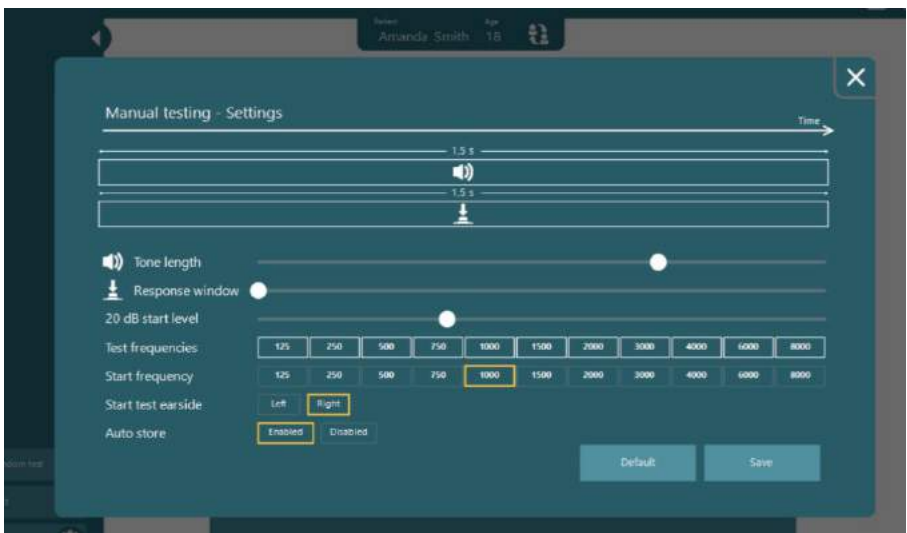 Patient Age
Amanda Smith 18
Manual testing - Settings
Time
1.5 s
1.5 s
Tone length
Response window
20 dB start level
Test frequencies 125 250 500 750 1000 1500 2000 3000 4000 6000 8000
Start frequency 125 250 500 750 1000 1500 2000 3000 4000 6000 8000
Start test earside Left Right
Auto store Enabled Disabled
Default Save